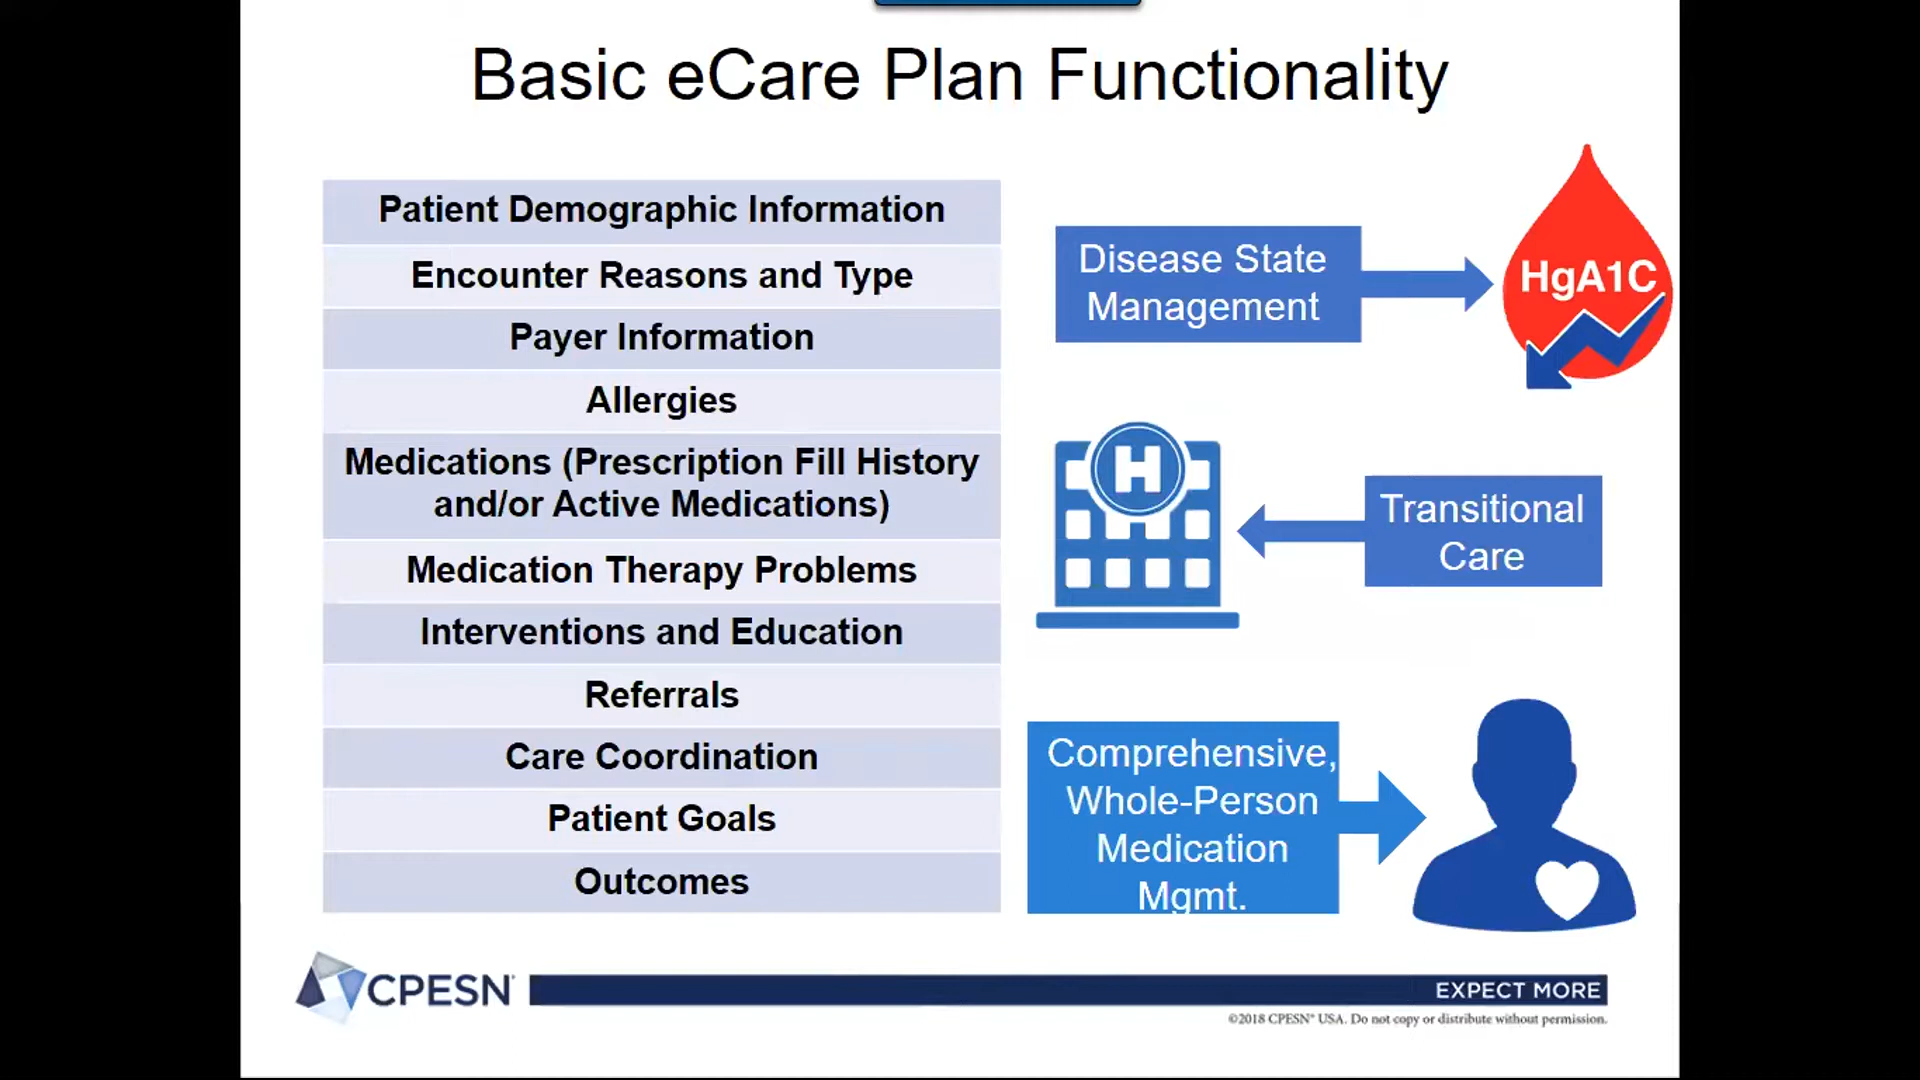 Basic eCare Plan Functionality
Patient Demographic Information
Encounter Reasons and Type
Payer Information
Allergies
Medications (Prescription Fill History
and/or Active Medications)
Medication Therapy Problems
Interventions and Education
Referrals
Care Coordination
Patient Goals
Outcomes
Disease State
Management
HgA1C
H
Transitional
Care
Comprehensive,
Whole-Person
Medication
Mgmt.
CPESN
EXPECT MORE
©2018 CPESN® USA. Do not copy or distribute without permission.